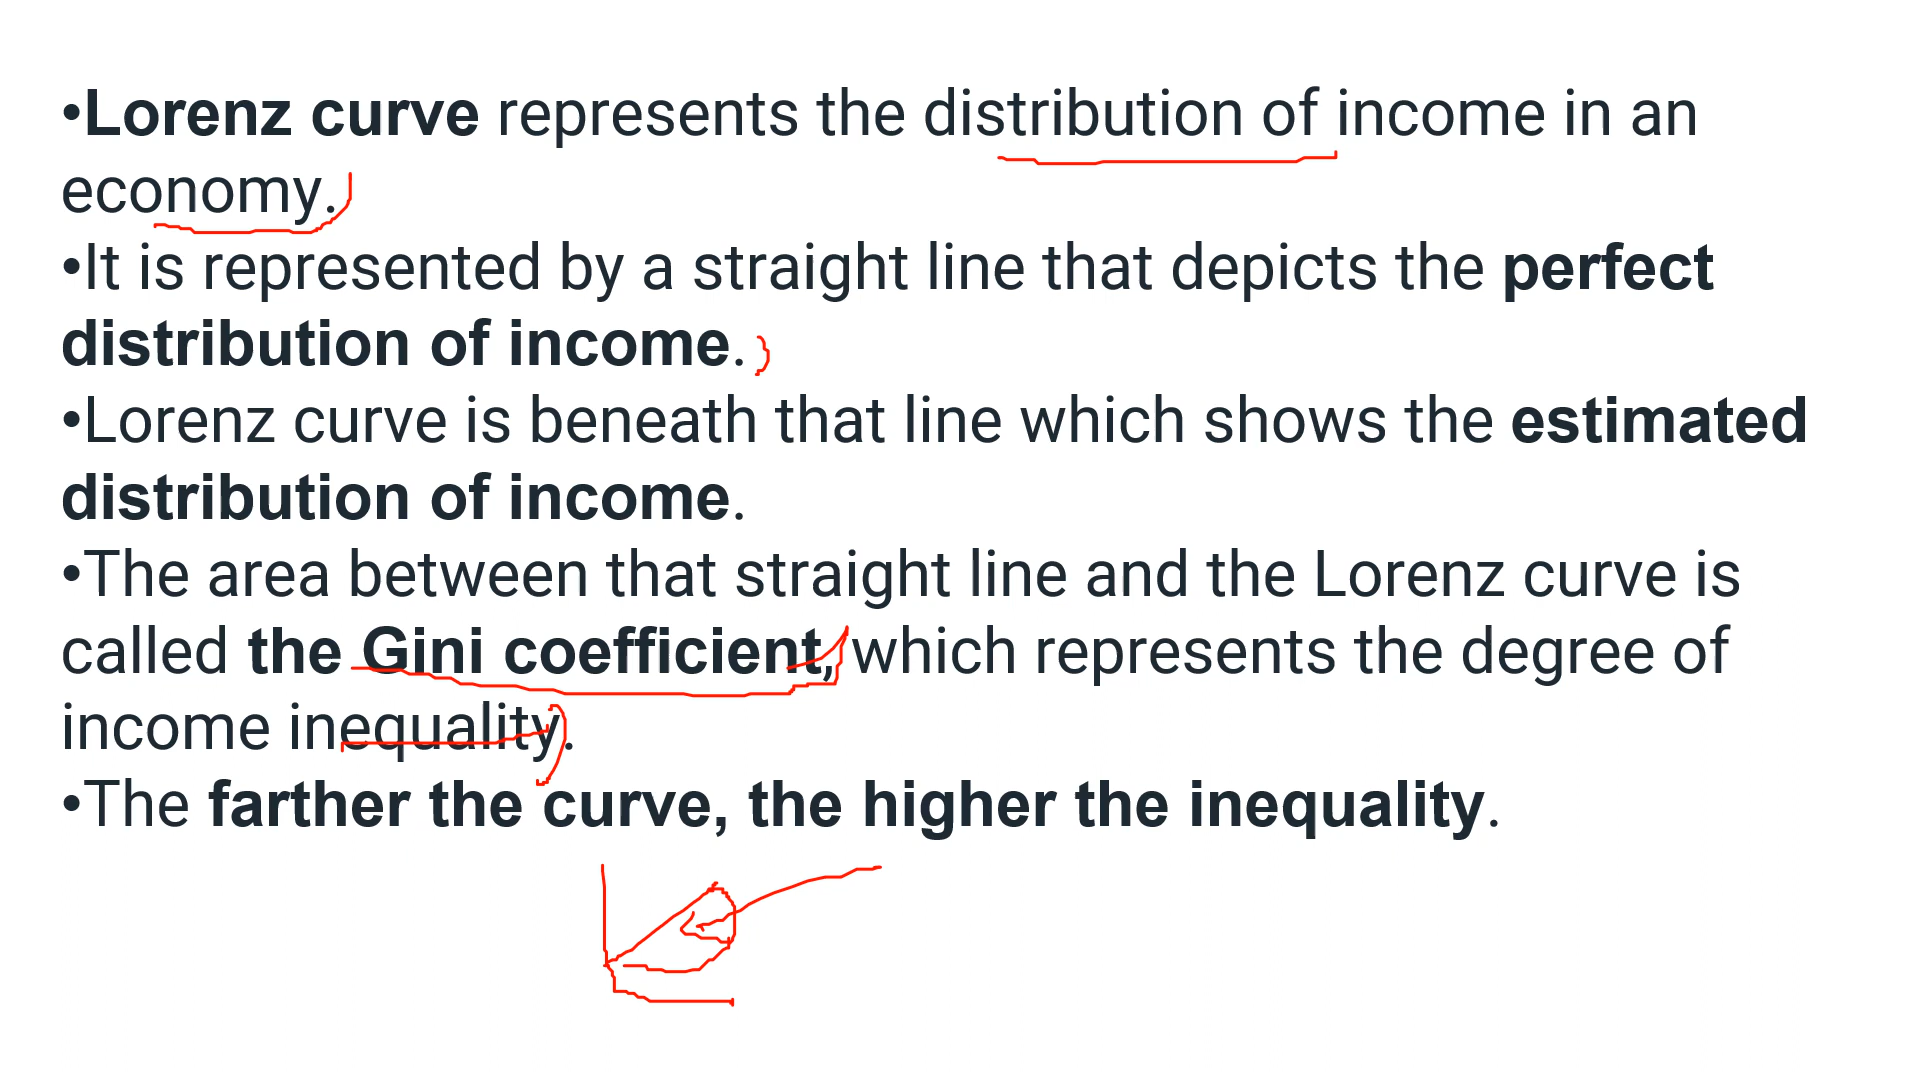 •Lorenz curve represents the distribution of income in an
economy.
•It is represented by a straight line that depicts the perfect
distribution of income.
•Lorenz curve is beneath that line which shows the estimated
distribution of income.
•The area between that straight line and the Lorenz curve is
called the Gini coefficient, which represents the degree of
income inequality.
•The farther the curve, the higher the inequality.